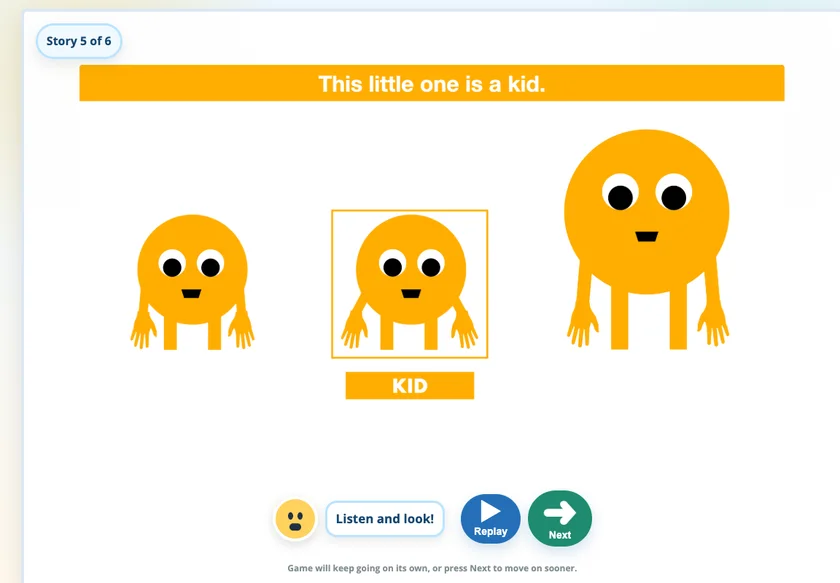 Story 5 of 6
This little one is a kid.
KID
Listen and look!
Replay
Next
Game will keep going on its own, or press Next to move on sooner.